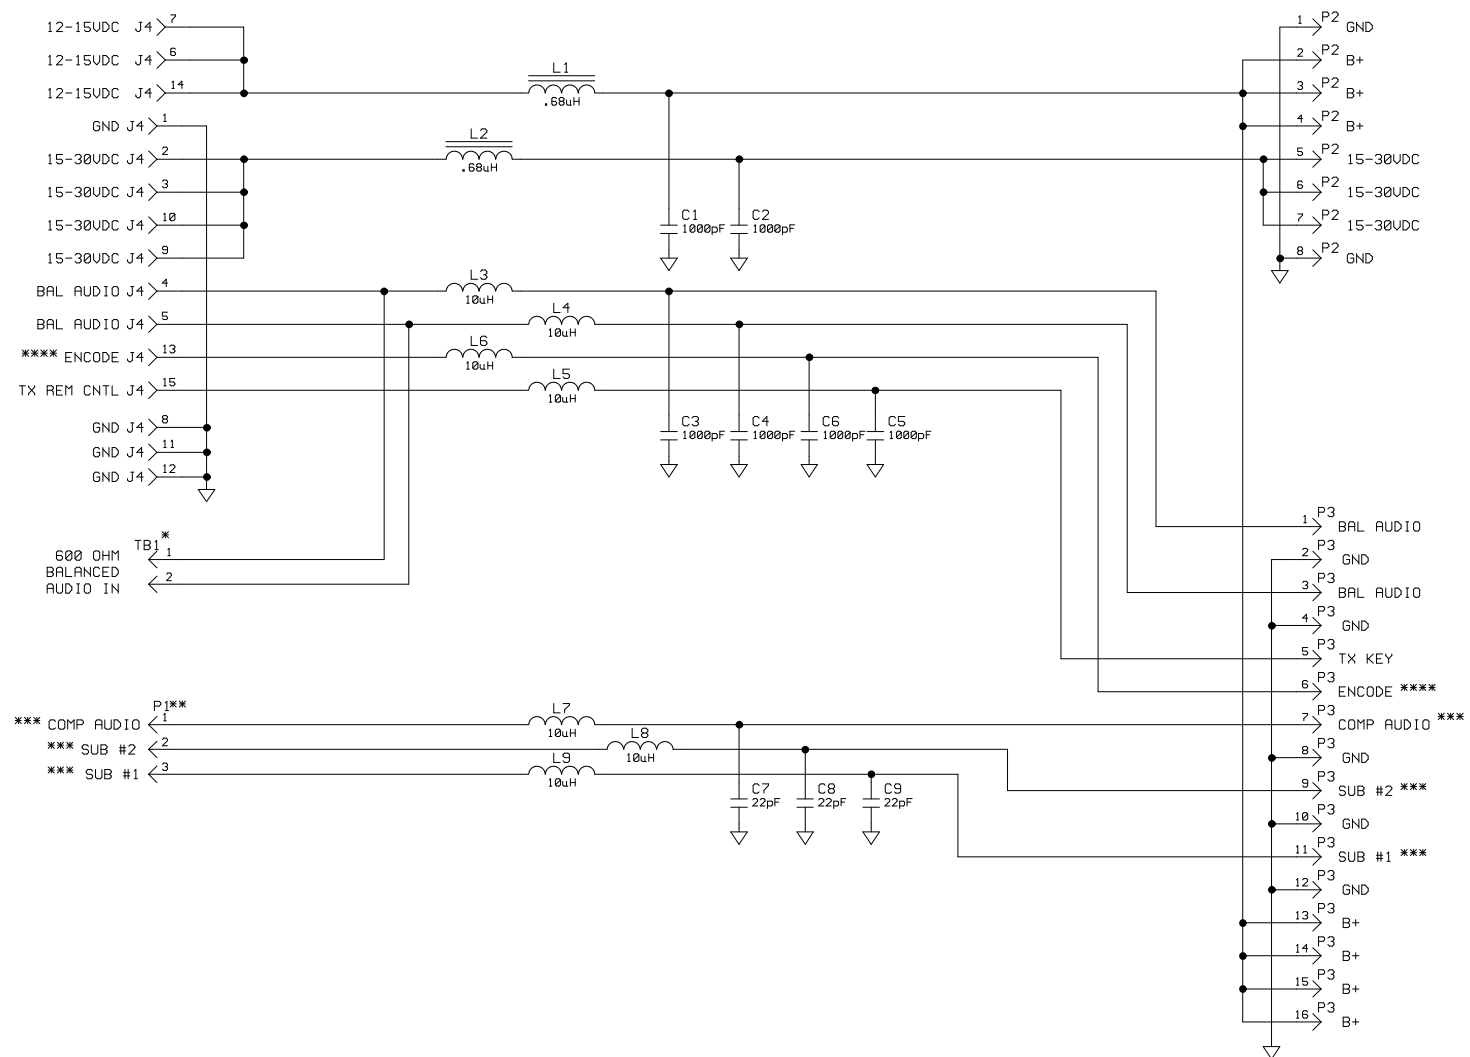 12-15VDC J4 7
12-15VDC J4 6
12-15VDC J4 14
GND J4 1
15-30VDC J4 2
15-30VDC J4 3
15-30VDC J4 10
15-30VDC J4 9
BAL AUDIO J4 4
BAL AUDIO J4 5
**** ENCODE J4 13
TX REM CNTL J4 15
GND J4 8
GND J4 11
GND J4 12
TB1*
600 OHM
BALANCED
AUDIO IN
1
2
P1**
*** COMP AUDIO 1
*** SUB #2 2
*** SUB #1 3
L1
.68uH
L2
.68uH
C1
1000pF
C2
1000pF
L3
10uH
L4
10uH
L6
10uH
L5
10uH
C3
1000pF
C4
1000pF
C6
1000pF
C5
1000pF
L7
10uH
L8
10uH
L9
10uH
C7
22pF
C8
22pF
C9
22pF
1 P2 GND
2 P2 B+
3 P2 B+
4 P2 B+
5 P2 15-30VDC
6 P2 15-30VDC
7 P2 15-30VDC
8 P2 GND
1 P3 BAL AUDIO
2 P3 GND
3 P3 BAL AUDIO
4 P3 GND
5 P3 TX KEY
6 P3 ENCODE ****
7 P3 COMP AUDIO ***
8 P3 GND
9 P3 SUB #2 ***
10 P3 GND
11 P3 SUB #1 ***
12 P3 GND
13 P3 B+
14 P3 B+
15 P3 B+
16 P3 B+